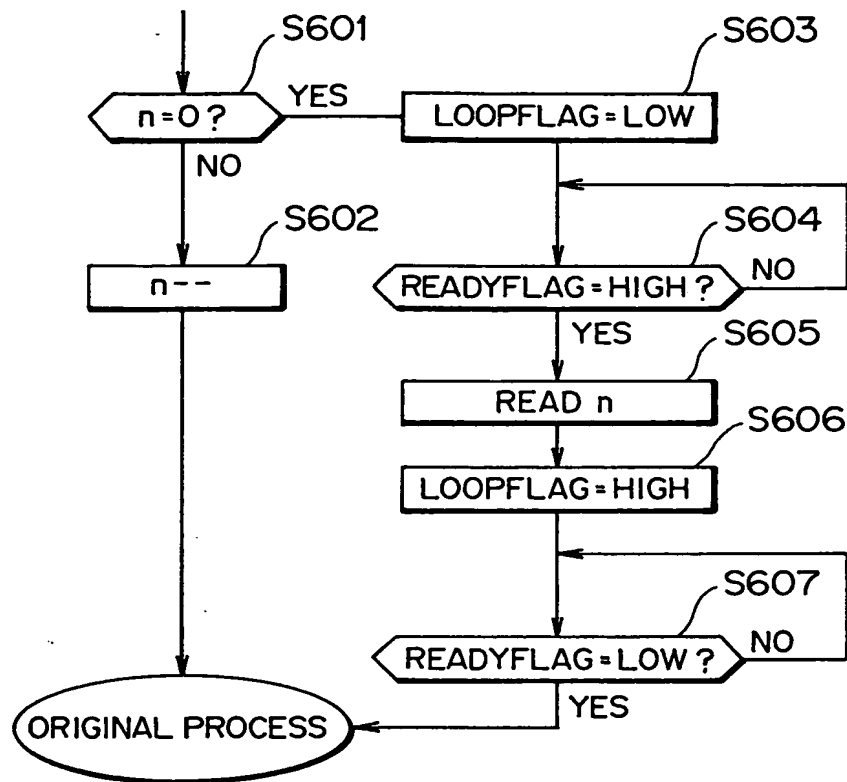 S601
n=0?
YES
NO
S602
n--
S603
LOOPFLAG=LOW
S604
READYFLAG=HIGH?
NO
YES
S605
READ n
S606
LOOPFLAG=HIGH
S607
READYFLAG=LOW?
NO
YES
ORIGINAL PROCESS